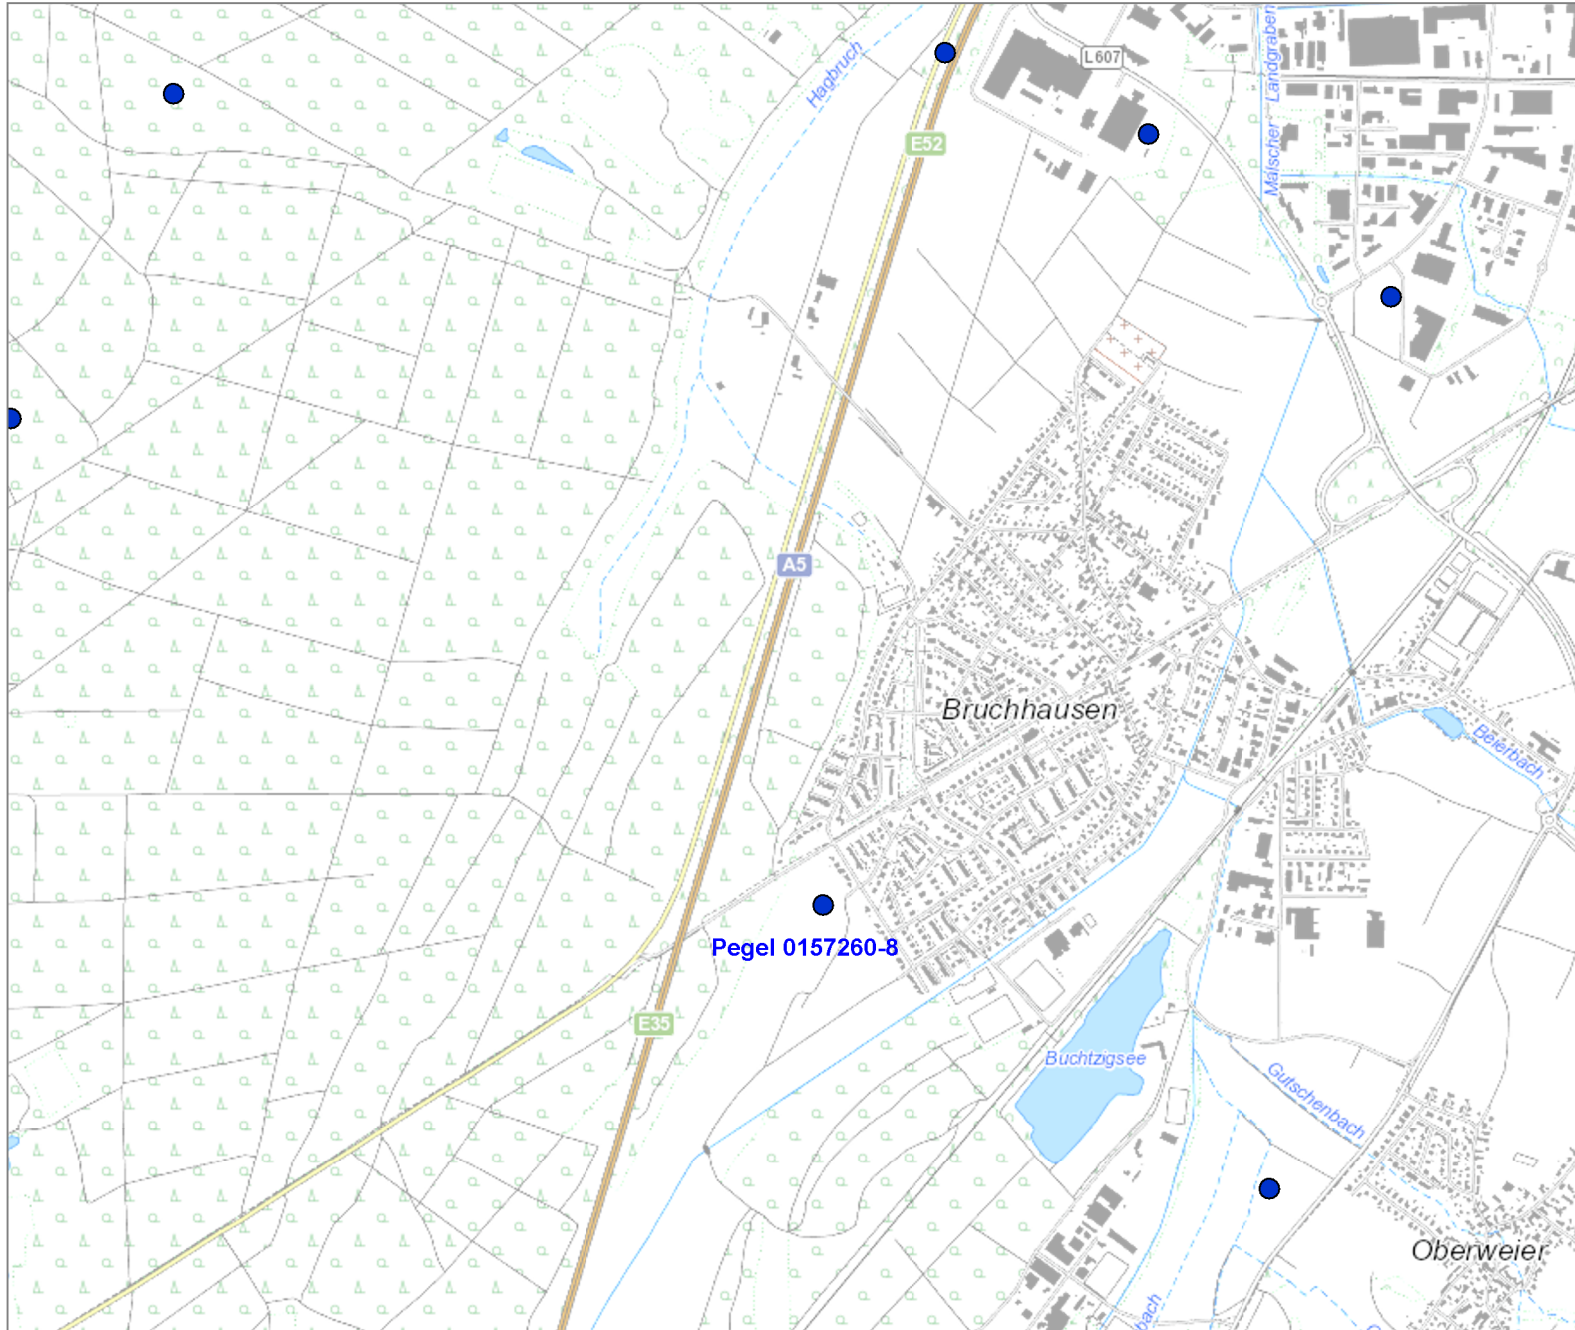 Hagbruch
L607
Malscher Landgraben
E52
A5
Bruchhausen
Beierbach
Pegel 0157260-8
E35
Buchtzigsee
Gutschenbach
Oberweier
bach